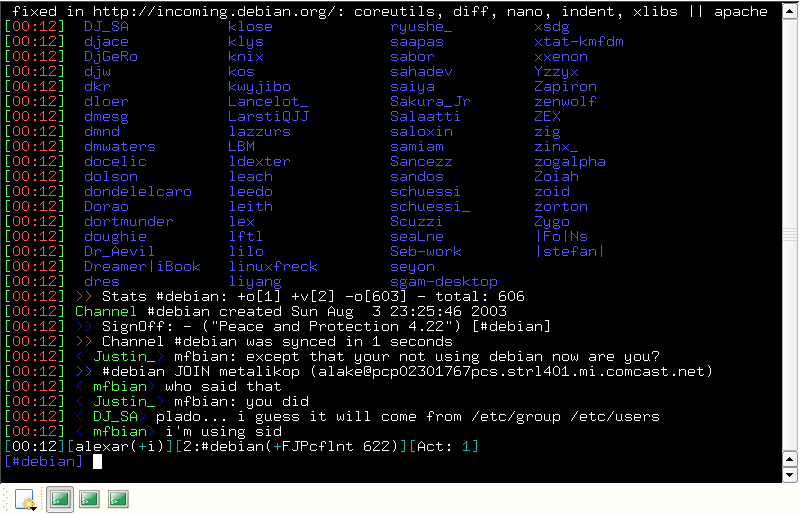 fixed in http://incoming.debian.org/: coreutils, diff, nano, indent, xlibs || apache
[00:12] DJ_SA klose ryushe_ xsdg
[00:12] djace klys saapas xtat-kmfdm
[00:12] DjGeRo knix sabor xxenon
[00:12] djw kos sahadev Yzzyx
[00:12] dkr kwyjibo saiya Zapiron
[00:12] dloer Lancelot_ Sakura_Jr zenwolf
[00:12] dmesg LarstiQJJ Salaatti ZEX
[00:12] dmnd lazzurs saloxin zig
[00:12] dmwaters LBM samiam zinx_
[00:12] docelic ldexter Sancezz zogalpha
[00:12] dolson leach sandos Zoiah
[00:12] dondelelcaro leedo schuessi zoid
[00:12] Dorao leith schuessi_ zorton
[00:12] dortmunder lex Scuzzi Zygo
[00:12] doughie lftl seaLne |Fo|Ns
[00:12] Dr_Aevil lilo Seb-work |stefan|
[00:12] Dreamer|iBook linuxfreck seyon
[00:12] dres liyang sgam-desktop
[00:12] >> Stats #debian: +o[1] +v[2] -o[603] - total: 606
[00:12] Channel #debian created Sun Aug  3 23:25:46 2003
[00:12] >> SignOff: - ("Peace and Protection 4.22") [#debian]
[00:12] >> Channel #debian was synced in 1 seconds
[00:12] < Justin_> mfbian: except that your not using debian now are you?
[00:12] >> #debian JOIN metalikop (alake@pcp02301767pcs.strl401.mi.comcast.net)
[00:12] < mfbian> who said that
[00:12] < Justin_> mfbian: you did
[00:12] < DJ_SA> plado... i guess it will come from /etc/group /etc/users
[00:12] < mfbian> i'm using sid
[00:12][alexar(+i)][2:#debian(+FJPcflnt 622)][Act: 1]
[#debian]